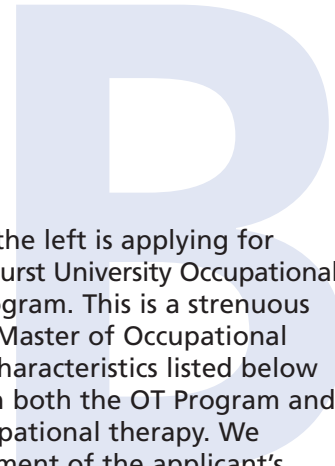 B
the left is applying for
urst University Occupational
gram. This is a strenuous
Master of Occupational
haracteristics listed below
both the OT Program and
pational therapy. We
ment of the applicant's